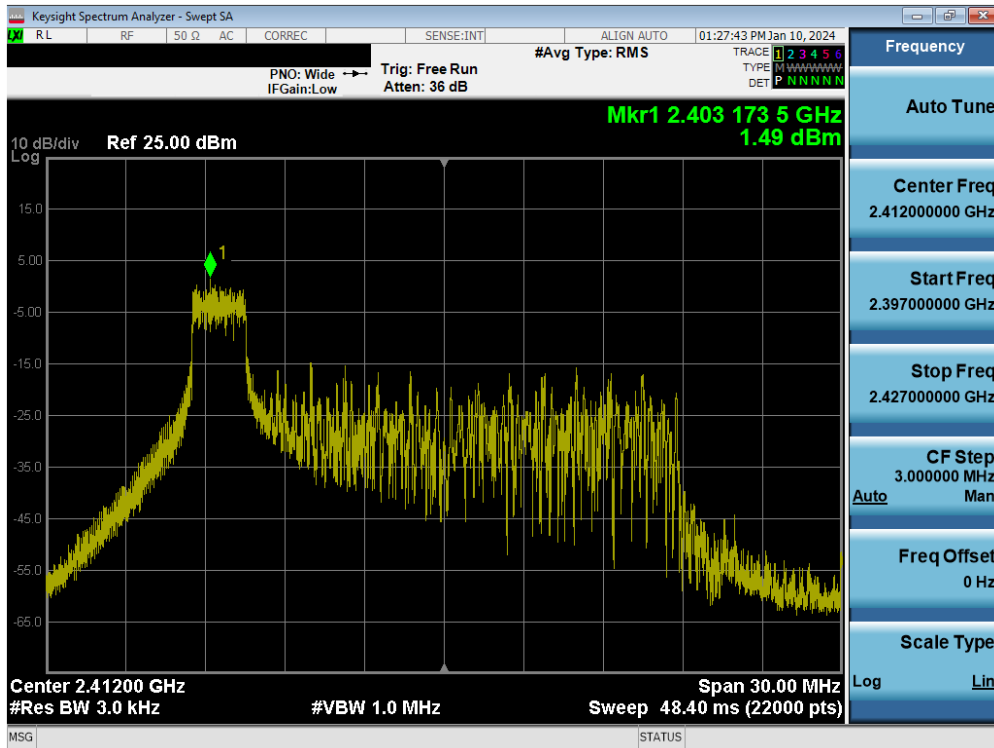 Keysight Spectrum Analyzer - Swept SA
LXI RL RF 50 Ω AC CORREC SENSE:INT ALIGN AUTO 01:27:43 PM Jan 10, 2024
#Avg Type: RMS
TRACE 1 2 3 4 5 6
TYPE M W W W W W
DET P N N N N N
PNO: Wide
IFGain:Low
Trig: Free Run
Atten: 36 dB
Mkr1 2.403 173 5 GHz
1.49 dBm
10 dB/div
Log
Ref 25.00 dBm
15.0
5.00
-5.00
-15.0
-25.0
-35.0
-45.0
-55.0
-65.0
1
Center 2.41200 GHz
Span 30.00 MHz
#Res BW 3.0 kHz
#VBW 1.0 MHz
Sweep 48.40 ms (22000 pts)
MSG
STATUS
Frequency
Auto Tune
Center Freq
2.412000000 GHz
Start Freq
2.397000000 GHz
Stop Freq
2.427000000 GHz
CF Step
3.000000 MHz
Auto Man
Freq Offset
0 Hz
Scale Type
Log Lin